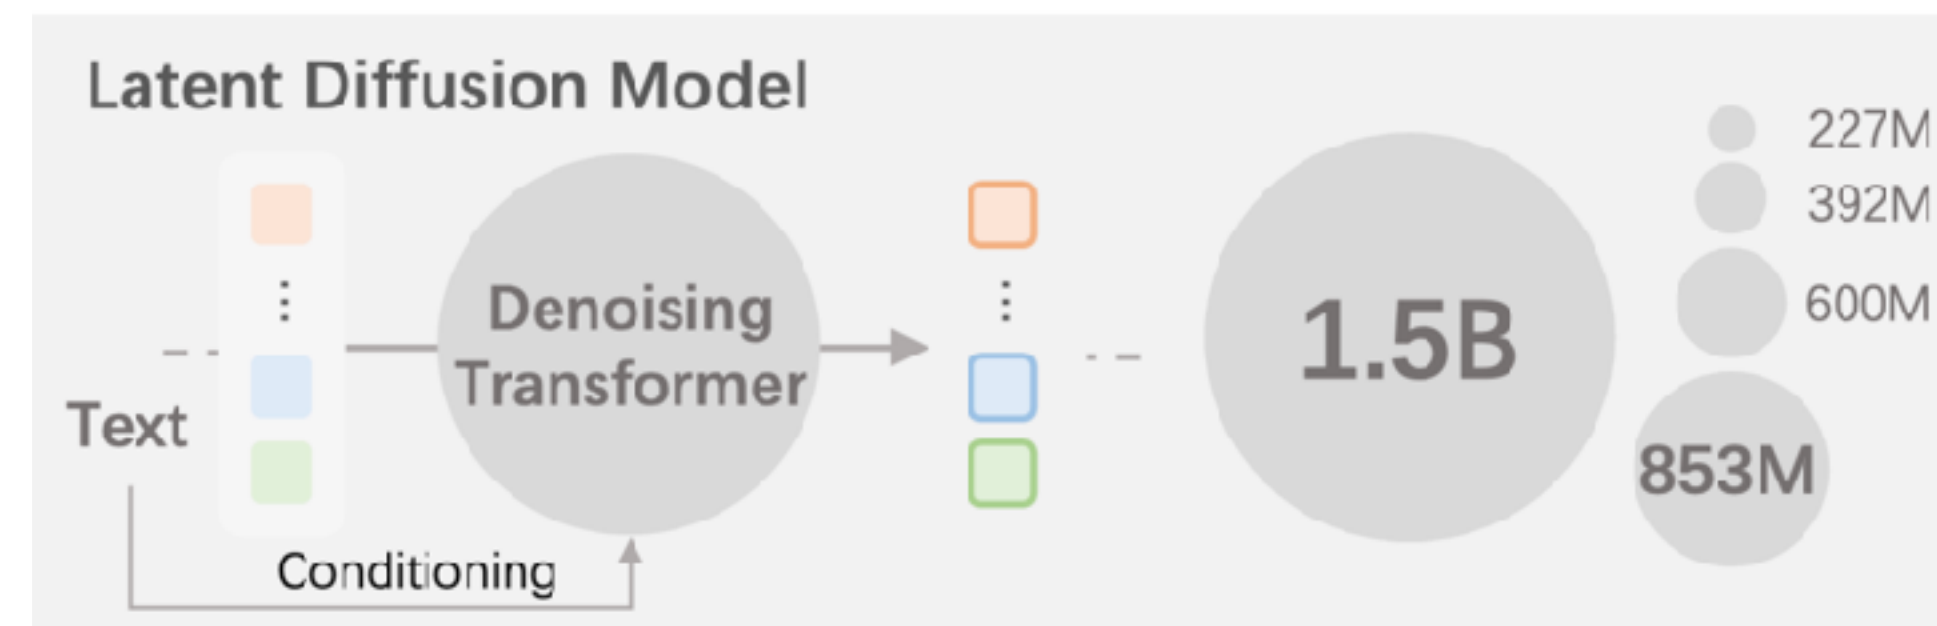 Latent Diffusion Model
Denoising
Transformer
Text
Conditioning
1.5B
227M
392M
600M
853M